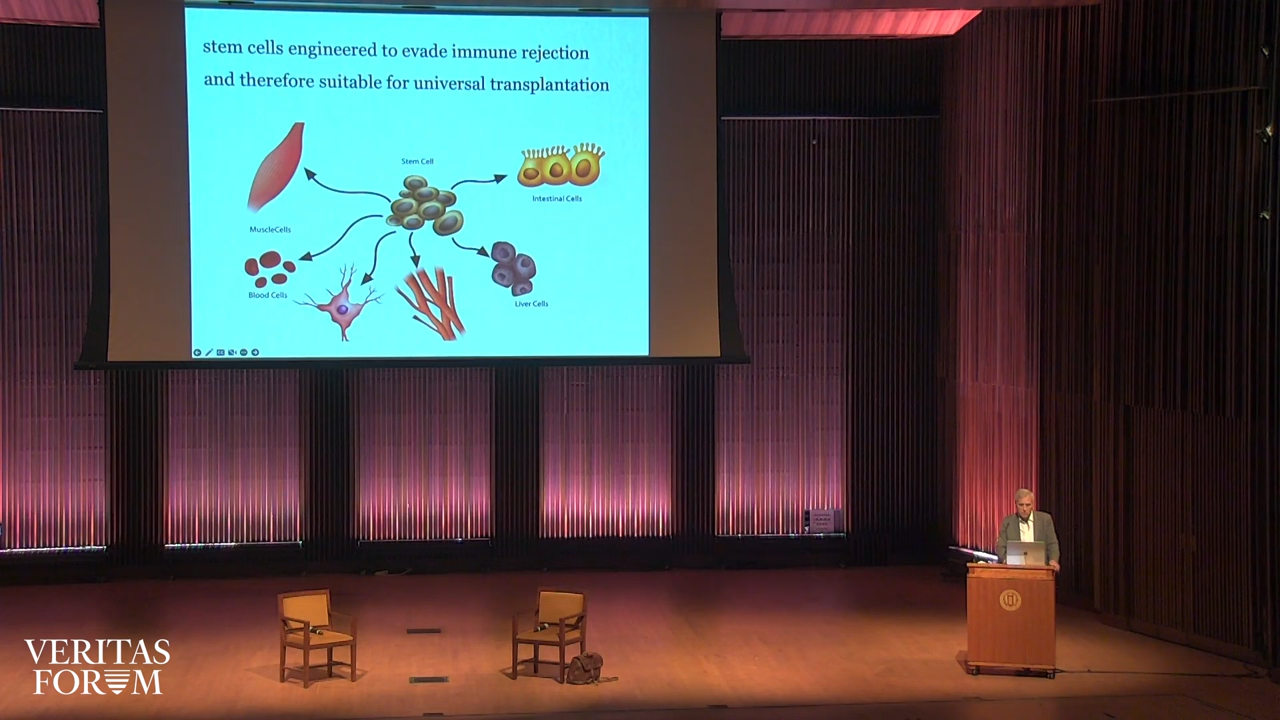 stem cells engineered to evade immune rejection
and therefore suitable for universal transplantation
Stem Cell
Intestinal Cells
MuscleCells
Blood Cells
Liver Cells
VERITAS
FORUM